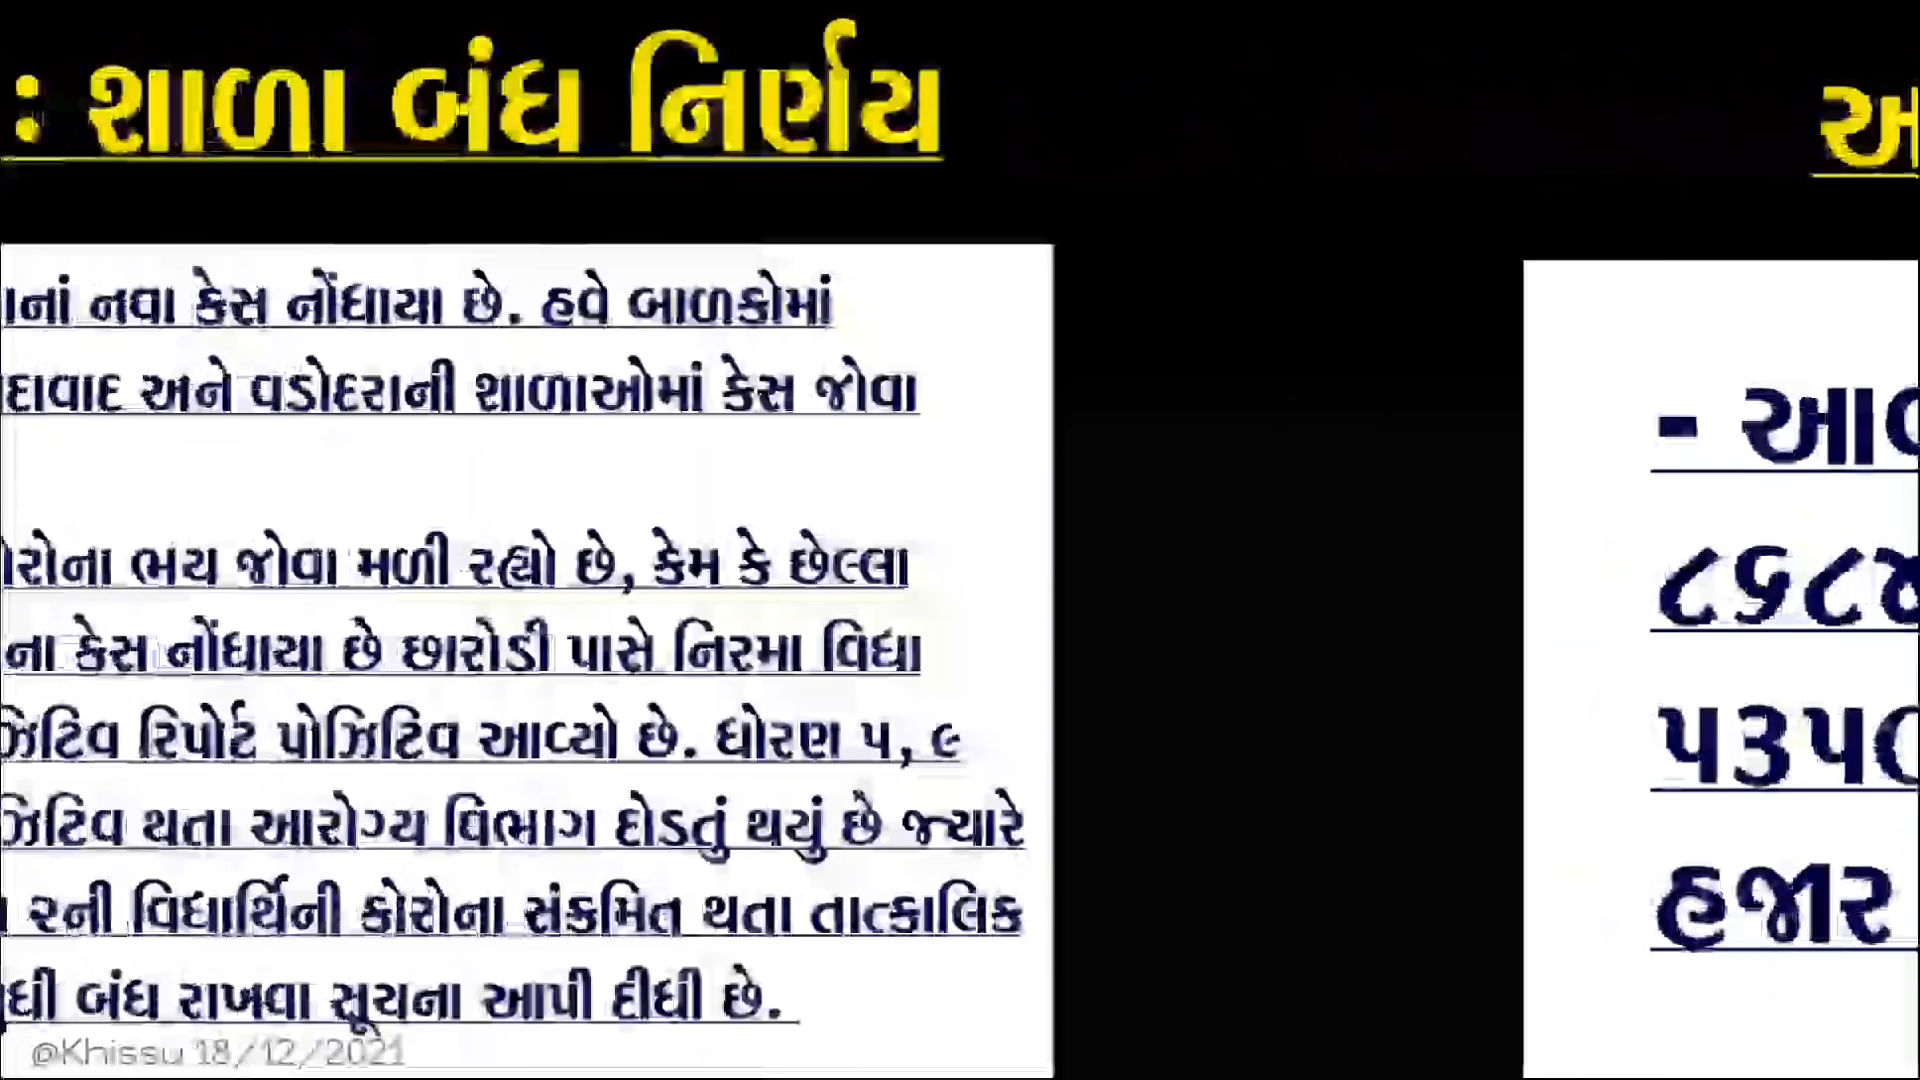 : શાળા બંધ નિર્ણય
નવા કેસ નોંધાયા છે. હવે બાળકોમાં
અને વડોદરાની શાળાઓમાં કેસ જોવા
ભય જોવા મળી રહ્યો છે, કેમ કે છેલ્લા
ના કેસ નોંધાયા છે છારોડી પાસે નિરમા વિધા
રિપોર્ટ પોઝિટિવ આવ્યો છે. ધોરણ ૫, ૯
થતા આરોગ્ય વિભાગ દોડતું થયું છે જ્યારે
૨ની વિધાર્થિની કોરોના સંક્રમિત થતા તાત્કાલિક
બંધ રાખવા સૂચના આપી દીધી છે.
@Khissu 18/12/2021
હજાર